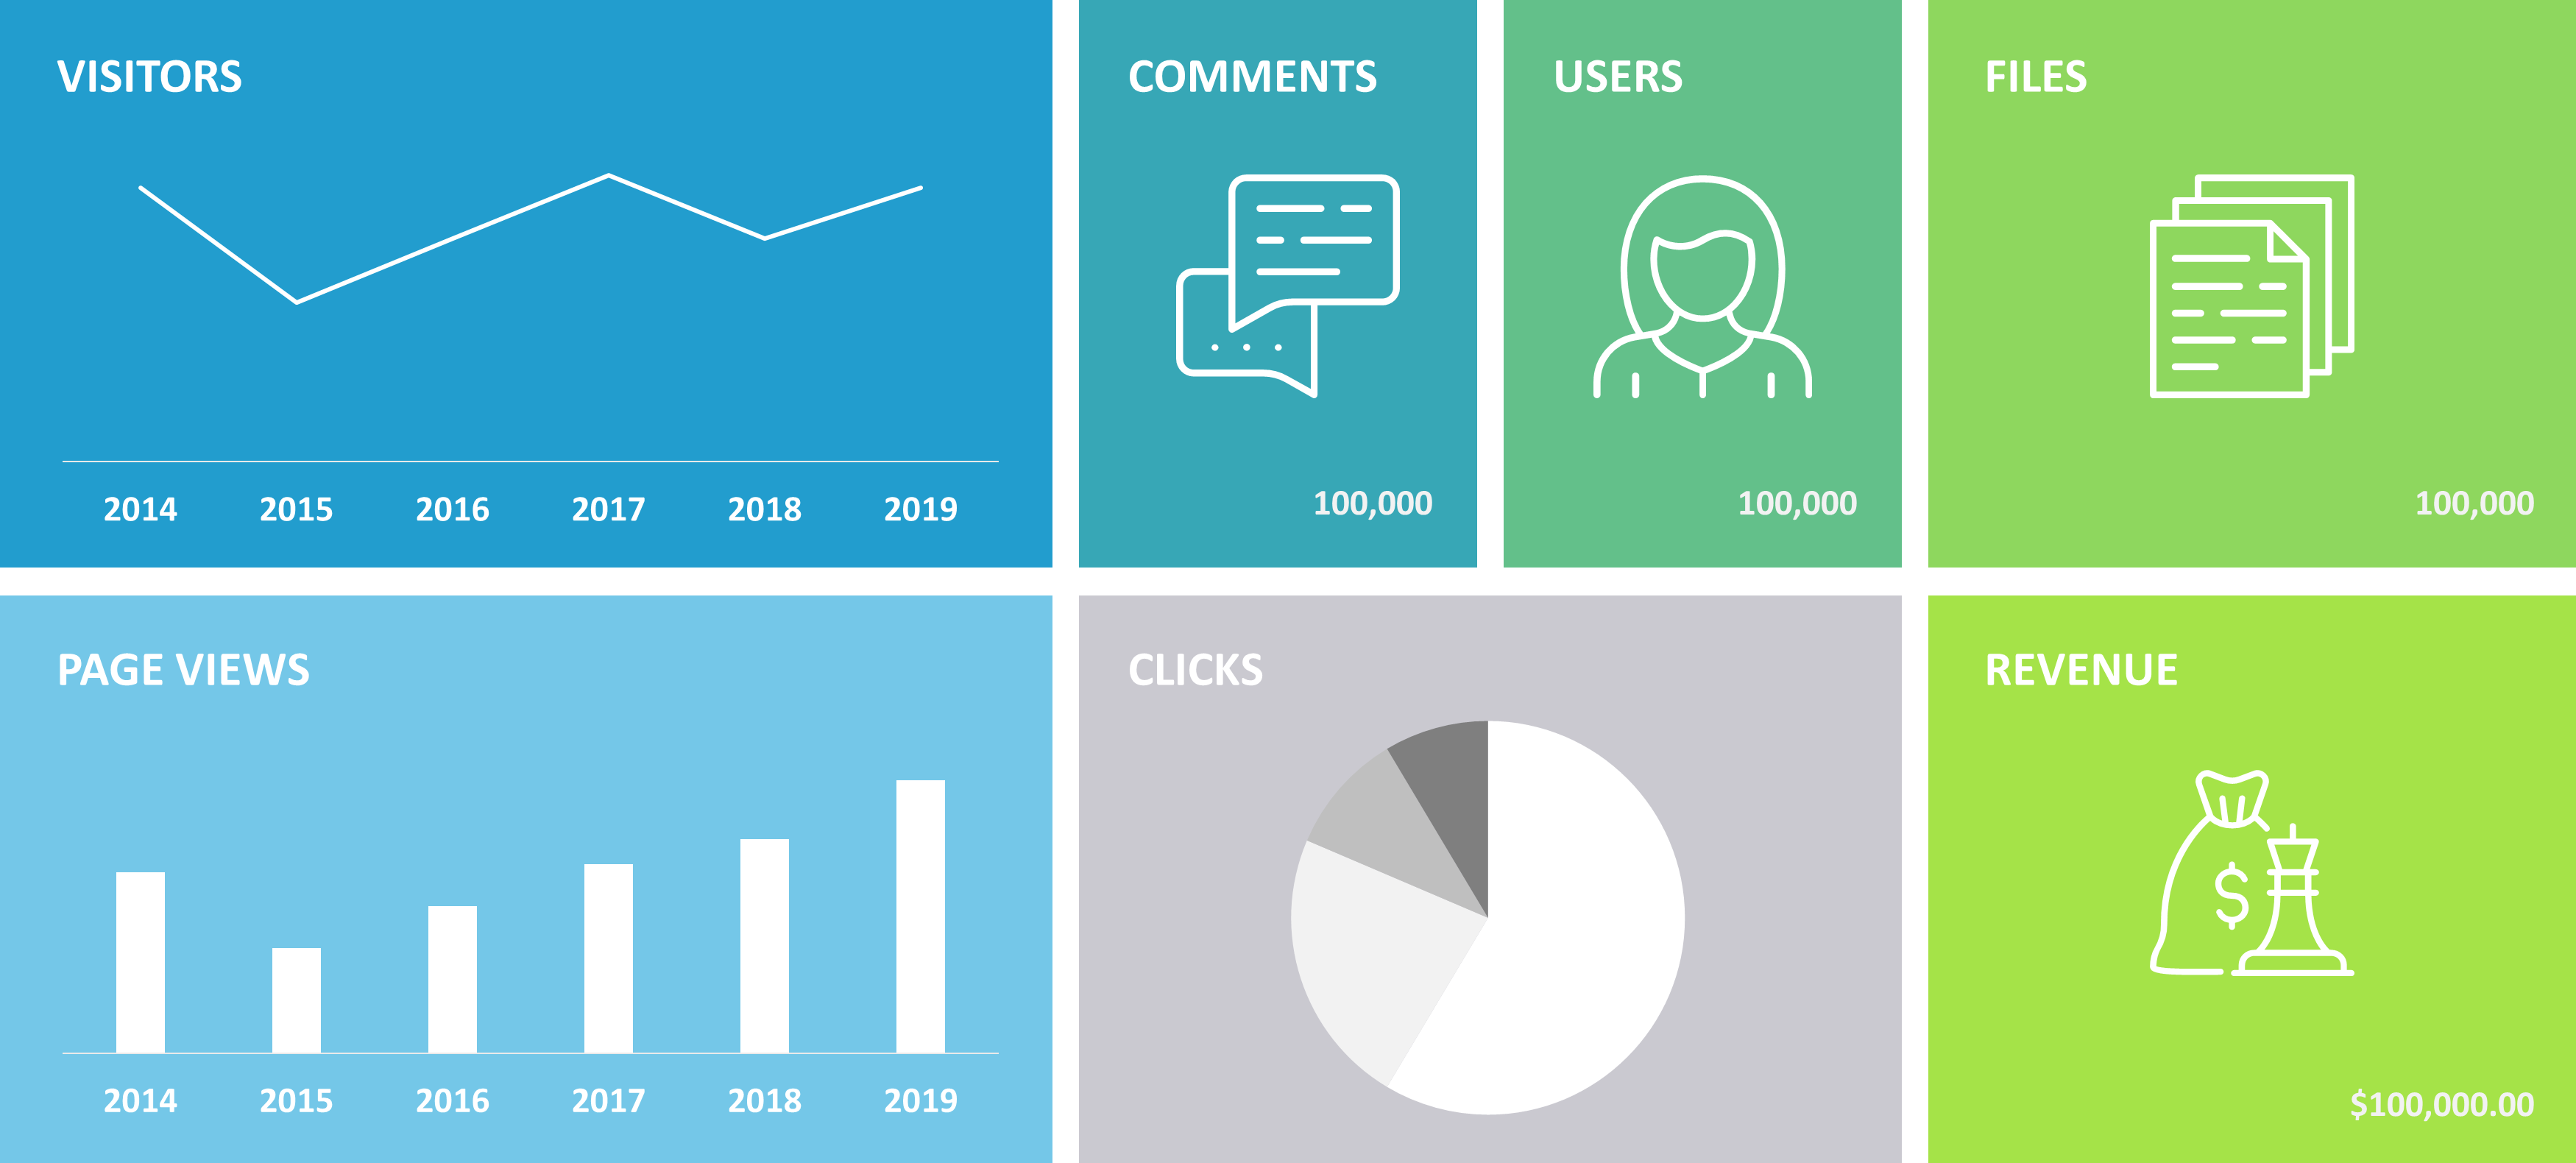 VISITORS
2014 2015 2016 2017 2018 2019
COMMENTS
100,000
USERS
100,000
FILES
100,000
PAGE VIEWS
2014 2015 2016 2017 2018 2019
CLICKS
REVENUE
$
$100,000.00